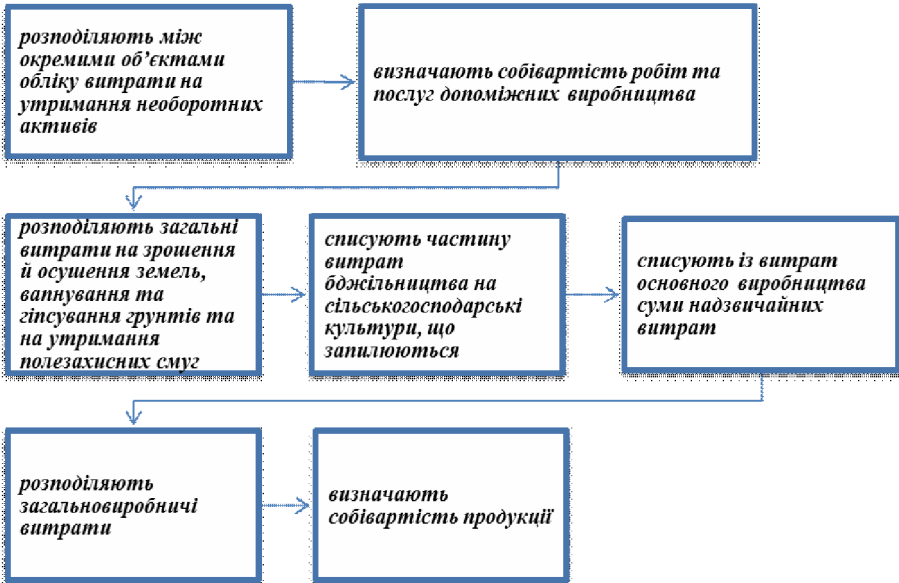 розподіляють між
окремими об’єктами
обліку витрати на
утримання необоротних
активів
визначають собівартість робіт та
послуг допоміжних виробництва
розподіляють загальні
витрати на зрошення
й осушення земель,
вапнування та
гіпсування грунтів та
на утримання
полезахисних смуг
списують частину
витрат
бджільництва на
сільськогосподарські
культури, що
запилюються
списують із витрат
основного виробництва
суми надзвичайних
витрат
розподіляють
загальновиробничі
витрати
визначають
собівартість продукції